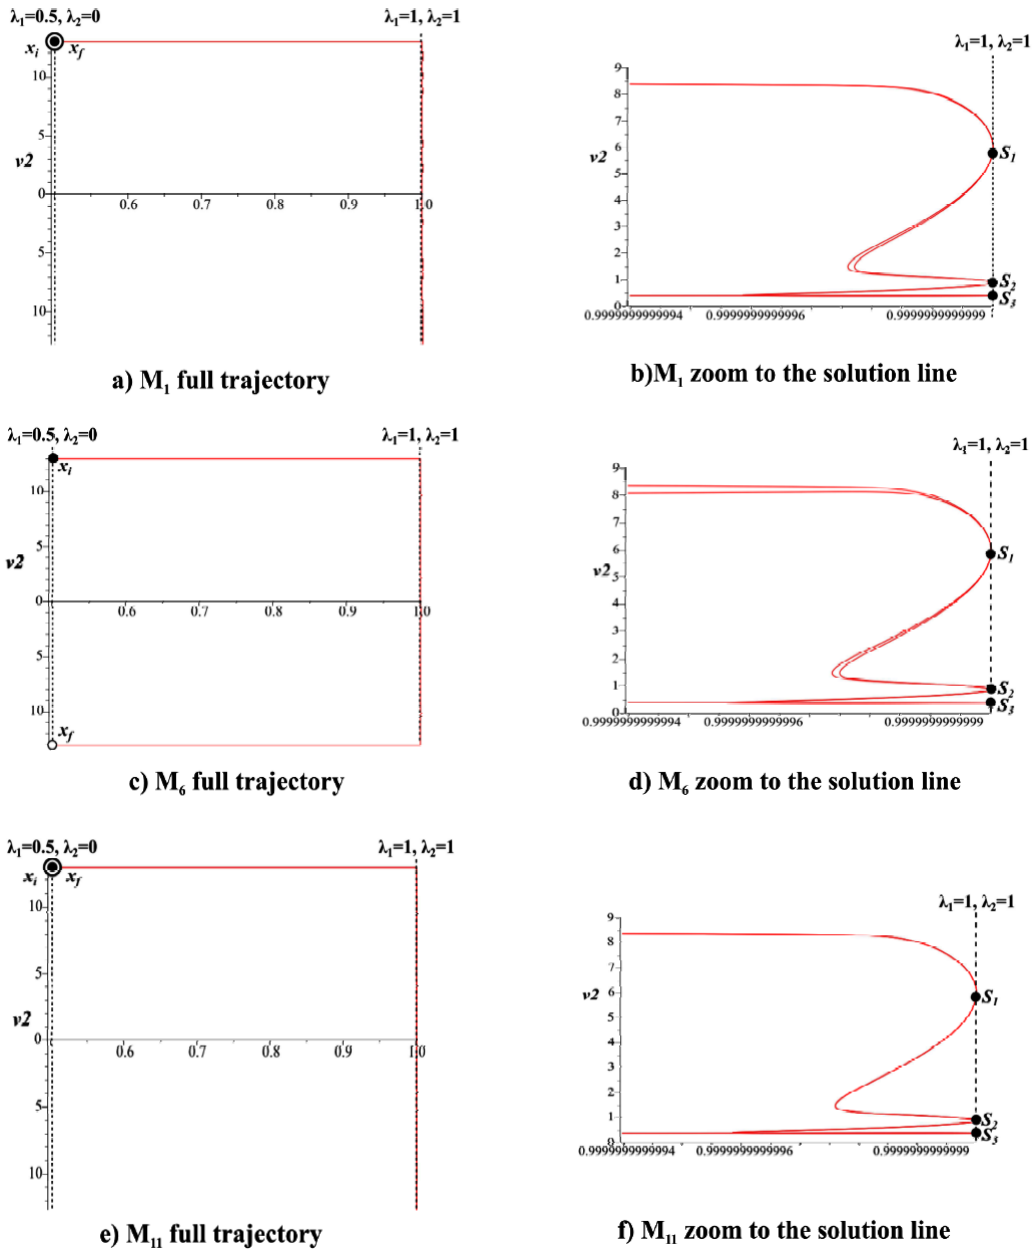 λ₁=0.5, λ₂=0
λ₁=1, λ₂=1
xᵢ x_f
10
5
v2
0
0.6 0.7 0.8 0.9 1.0
5
10
a) M₁ full trajectory
λ₁=1, λ₂=1
9
8
7
6
v2
5
4
3
2
1
0
S₁
S₂
S₃
0.9999999999994 0.9999999999996 0.9999999999999
b)M₁ zoom to the solution line
λ₁=0.5, λ₂=0
λ₁=1, λ₂=1
xᵢ
10
5
v2
0
0.6 0.7 0.8 0.9 1.0
5
10
x_f
c) M₆ full trajectory
λ₁=1, λ₂=1
9
8
7
6
v2
5
4
3
2
1
0
S₁
S₂
S₃
0.9999999999994 0.9999999999996 0.9999999999999
d) M₆ zoom to the solution line
λ₁=0.5, λ₂=0
λ₁=1, λ₂=1
xᵢ x_f
10
5
v2
0
0.6 0.7 0.8 0.9 1.0
5
10
e) M₁₁ full trajectory
λ₁=1, λ₂=1
9
8
7
6
v2
5
4
3
2
1
0
S₁
S₂
S₃
0.9999999999994 0.9999999999996 0.9999999999999
f) M₁₁ zoom to the solution line